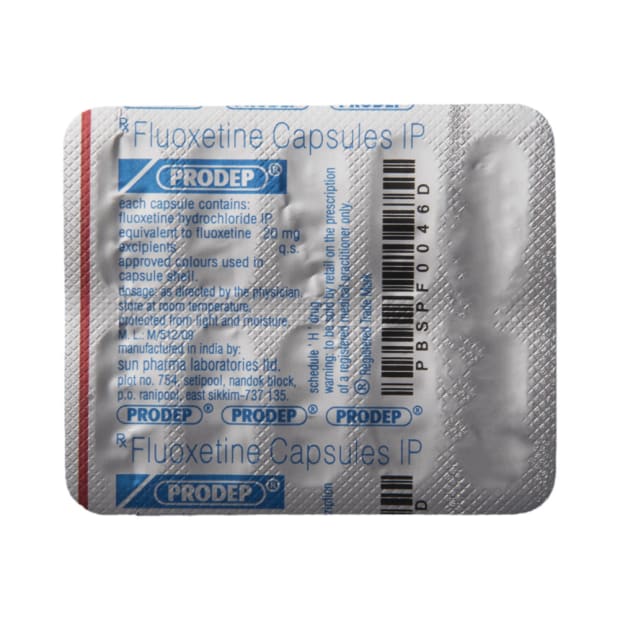 PRODEP PRODEP
Rx Fluoxetine Capsules IP
PRODEP®
each capsule contains:
fluoxetine hydrochloride IP
equivalent to fluoxetine 20 mg
excipients q.s.
approved colours used in
capsule shell.
dosage: as directed by the physician.
store at room temperature,
protected from light and moisture.
M. L. M/512/09
manufactured in india by:
sun pharma laboratories ltd.
plot no. 754, setipool, nandok block,
p.o. ranipool, east sikkim-737 135.
schedule 'H' drug
warning: to be sold by retail on the prescription
of a registered medical practitioner only.
® Registered Trade Mark
PBSPF0046D
PRODEP® PRODEP® PRODEP®
Rx Fluoxetine Capsules IP
PRODEP®
ription
D